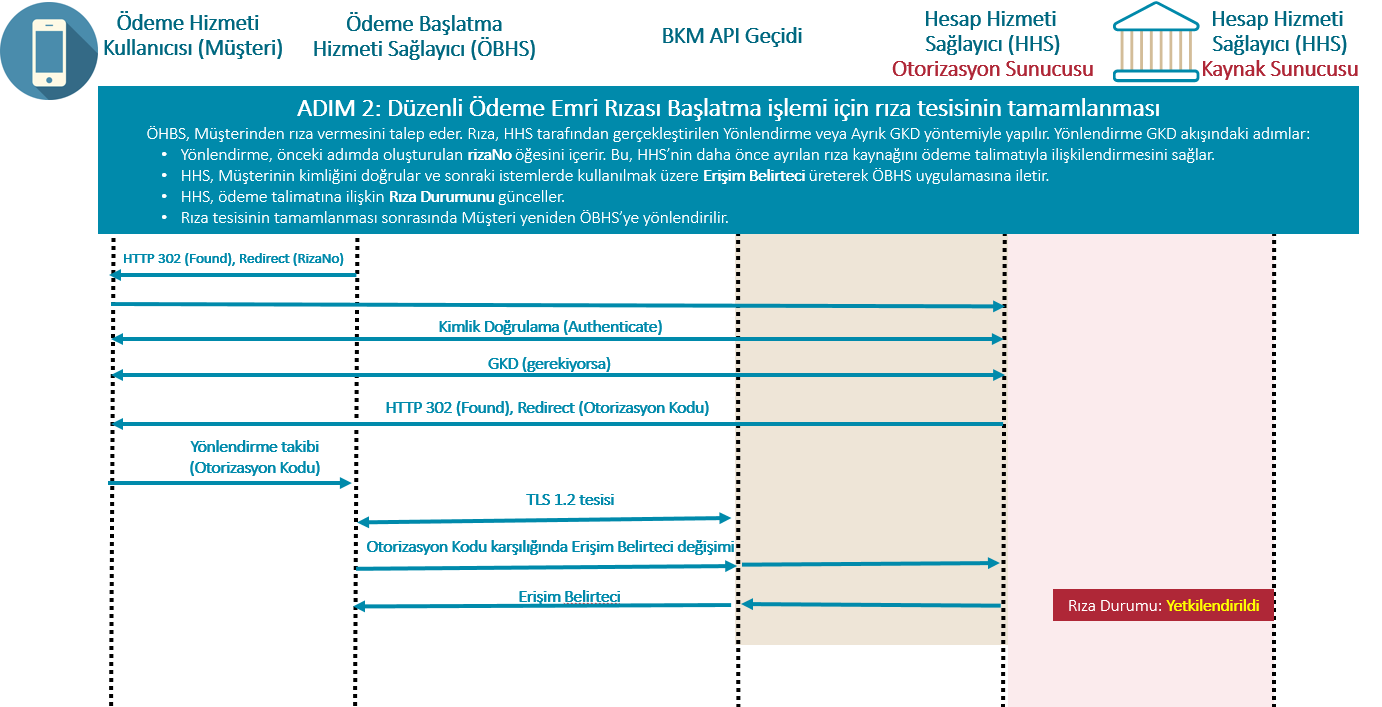 Ödeme Hizmeti
Kullanıcısı (Müşteri)
Ödeme Başlatma
Hizmeti Sağlayıcı (ÖBHS)
BKM API Geçidi
Hesap Hizmeti
Sağlayıcı (HHS)
Otorizasyon Sunucusu
Hesap Hizmeti
Sağlayıcı (HHS)
Kaynak Sunucusu
ADIM 2: Düzenli Ödeme Emri Rızası Başlatma işlemi için rıza tesisinin tamamlanması
ÖHBS, Müşterinden rıza vermesini talep eder. Rıza, HHS tarafından gerçekleştirilen Yönlendirme veya Ayrık GKD yöntemiyle yapılır. Yönlendirme GKD akışındaki adımlar:
• Yönlendirme, önceki adımda oluşturulan rizaNo öğesini içerir. Bu, HHS’nin daha önce ayrılan rıza kaynağını ödeme talimatıyla ilişkilendirmesini sağlar.
• HHS, Müşterinin kimliğini doğrular ve sonraki istemlerde kullanılmak üzere Erişim Belirteci üreterek ÖBHS uygulamasına iletir.
• HHS, ödeme talimatına ilişkin Rıza Durumunu günceller.
• Rıza tesisinin tamamlanması sonrasında Müşteri yeniden ÖBHS’ye yönlendirilir.
HTTP 302 (Found), Redirect (RizaNo)
Kimlik Doğrulama (Authenticate)
GKD (gerekiyorsa)
HTTP 302 (Found), Redirect (Otorizasyon Kodu)
Yönlendirme takibi
(Otorizasyon Kodu)
TLS 1.2 tesisi
Otorizasyon Kodu karşılığında Erişim Belirteci değişimi
Erişim Belirteci
Rıza Durumu: Yetkilendirildi